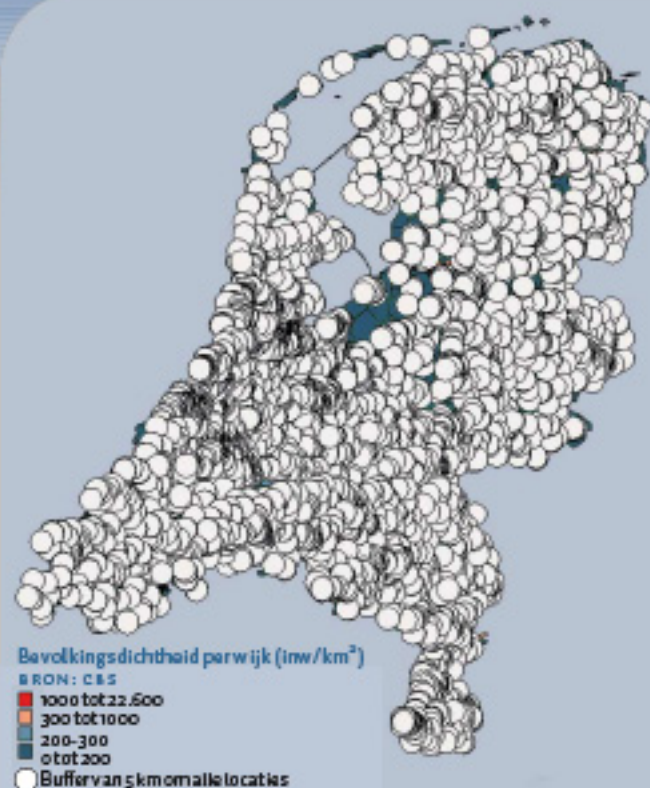 Bevolkingsdichtheid per wijk (inw/km²)
BRON: CBS
1000 tot 22.600
300 tot 1000
200-300
0 tot 200
Buffer van 5 km om alle locaties